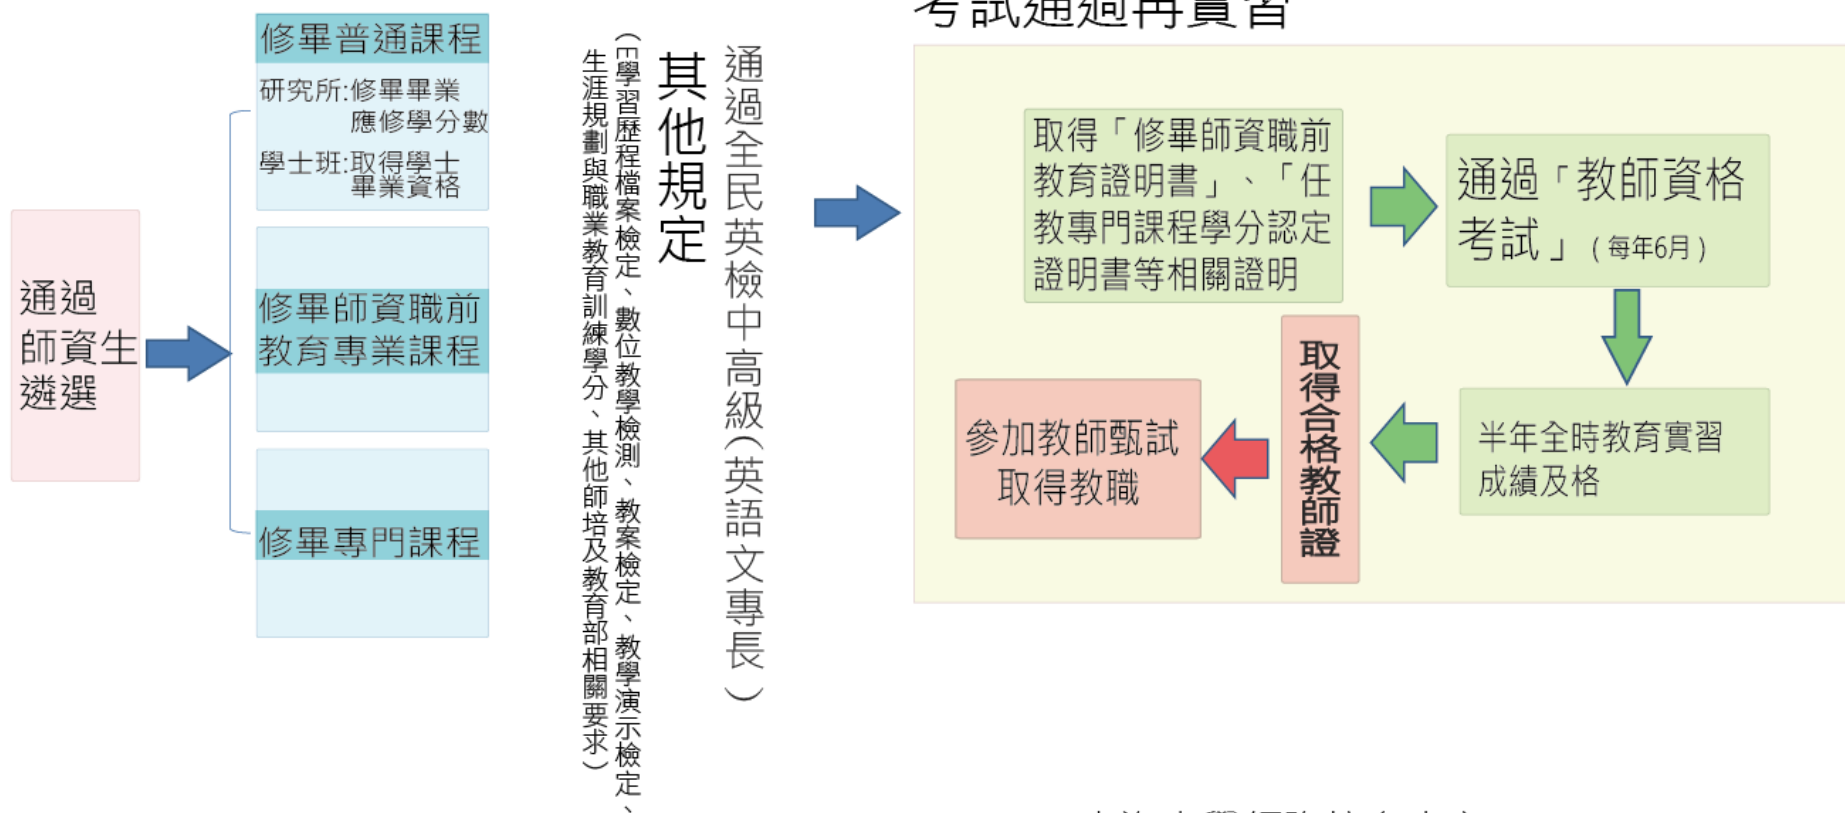 考試通過再實習
通過
師資生
遴選
修畢普通課程
研究所:修畢畢業
應修學分數
學士班:取得學士
畢業資格
修畢師資職前
教育專業課程
修畢專門課程
通過全民英檢中高級(英語文專長)
其他規定
(E學習歷程檔案檢定、數位教學檢測、教案檢定、教學演示檢定、
生涯規劃與職業教育訓練學分、其他師培及教育部相關要求)
取得「修畢師資職前
教育證明書」、「任
教專門課程學分認定
證明書等相關證明
通過「教師資格
考試」(每年6月)
半年全時教育實習
成績及格
取得合格教師證
參加教師甄試
取得教職